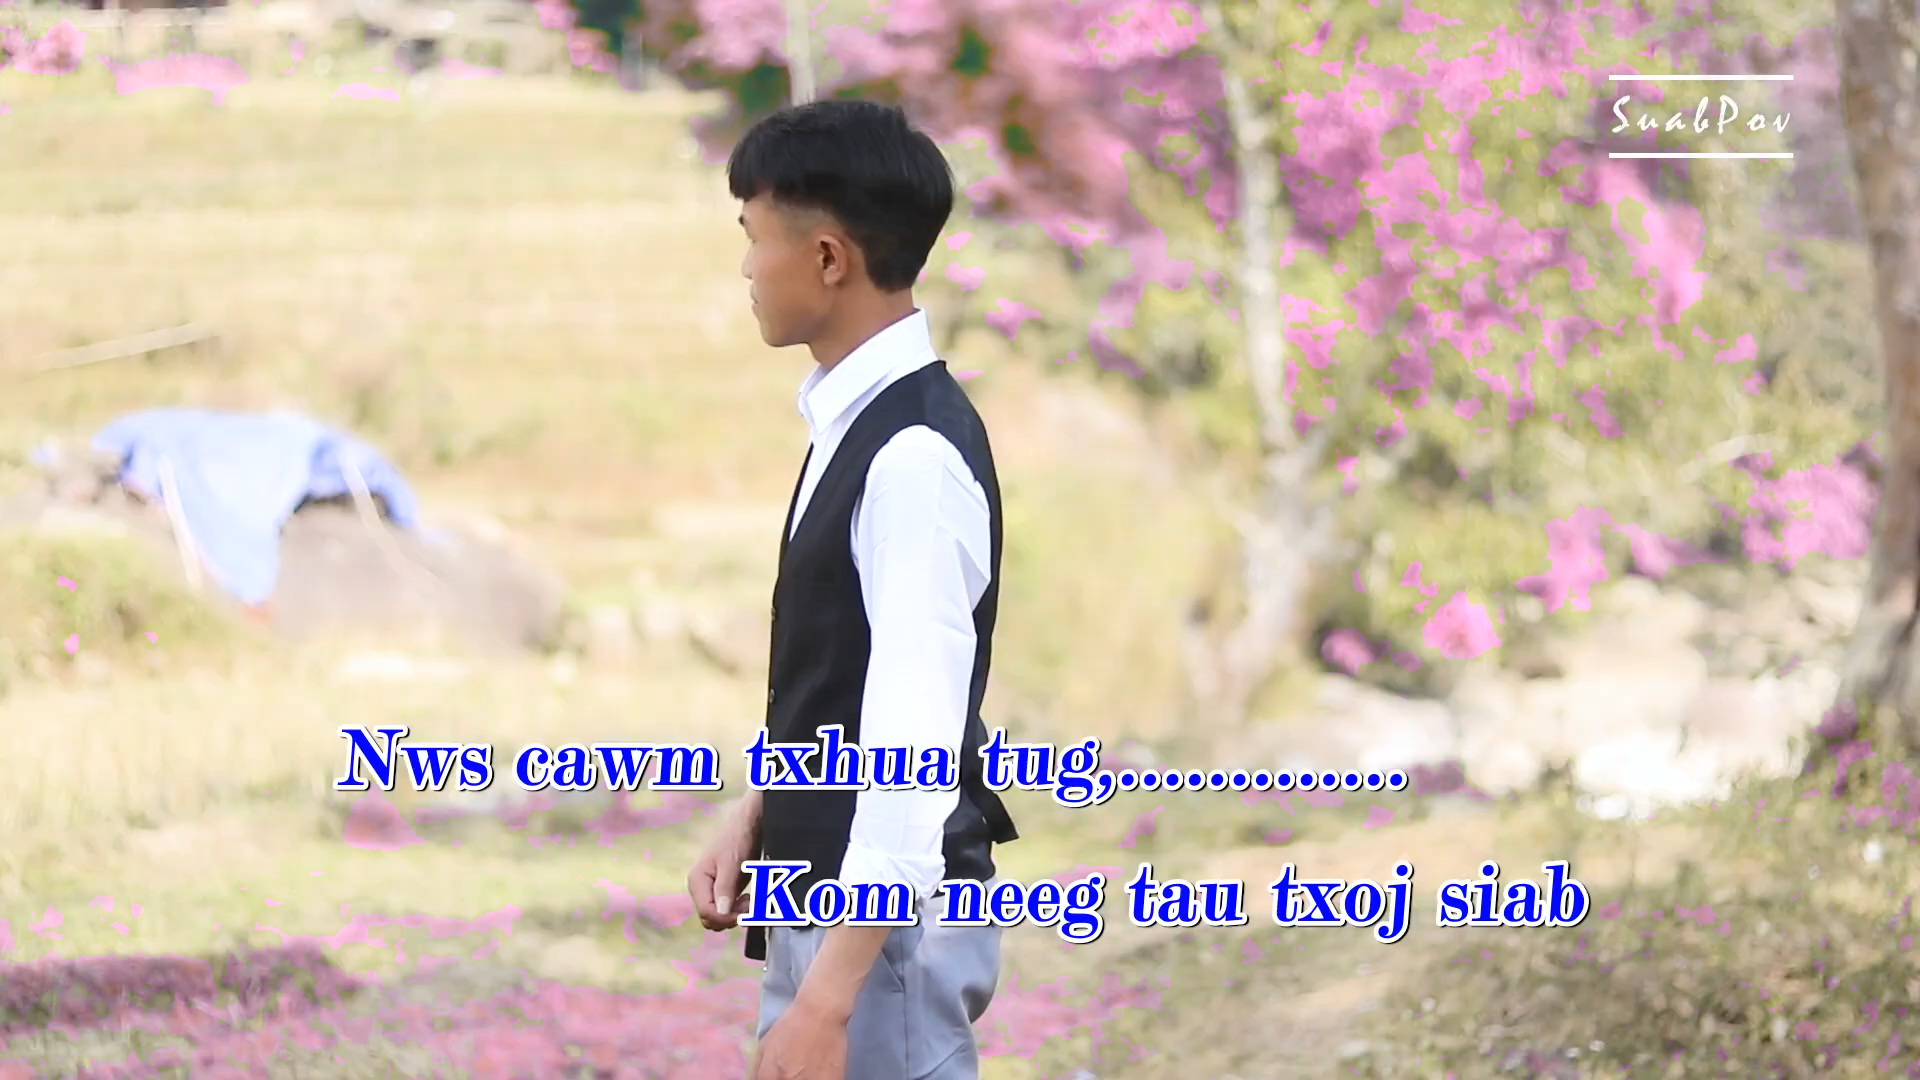 SuabPov
Nws cawm txhua tug,.............
Kom neeg tau txoj siab